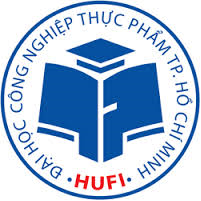 ĐẠI HỌC CÔNG NGHIỆP THỰC PHẨM TP. HỒ CHÍ MINH
HUFI